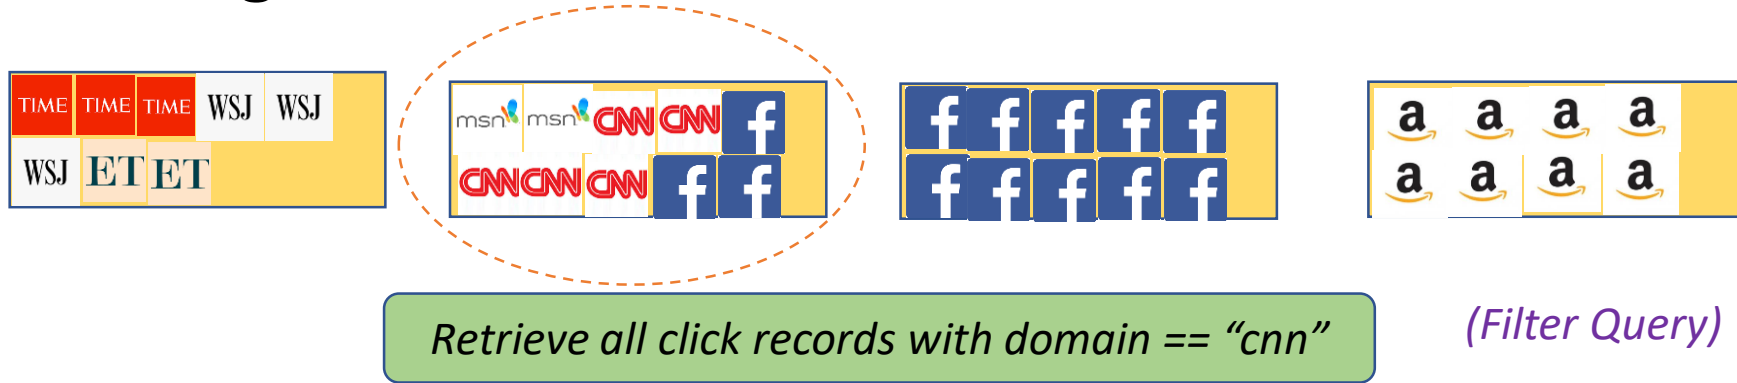 TIME TIME TIME WSJ WSJ
WSJ ET ET
msn msn CNN CNN f
CNN CNN CNN f f
f f f f f
f f f f f
a a a a
a a a a
Retrieve all click records with domain == “cnn”
(Filter Query)